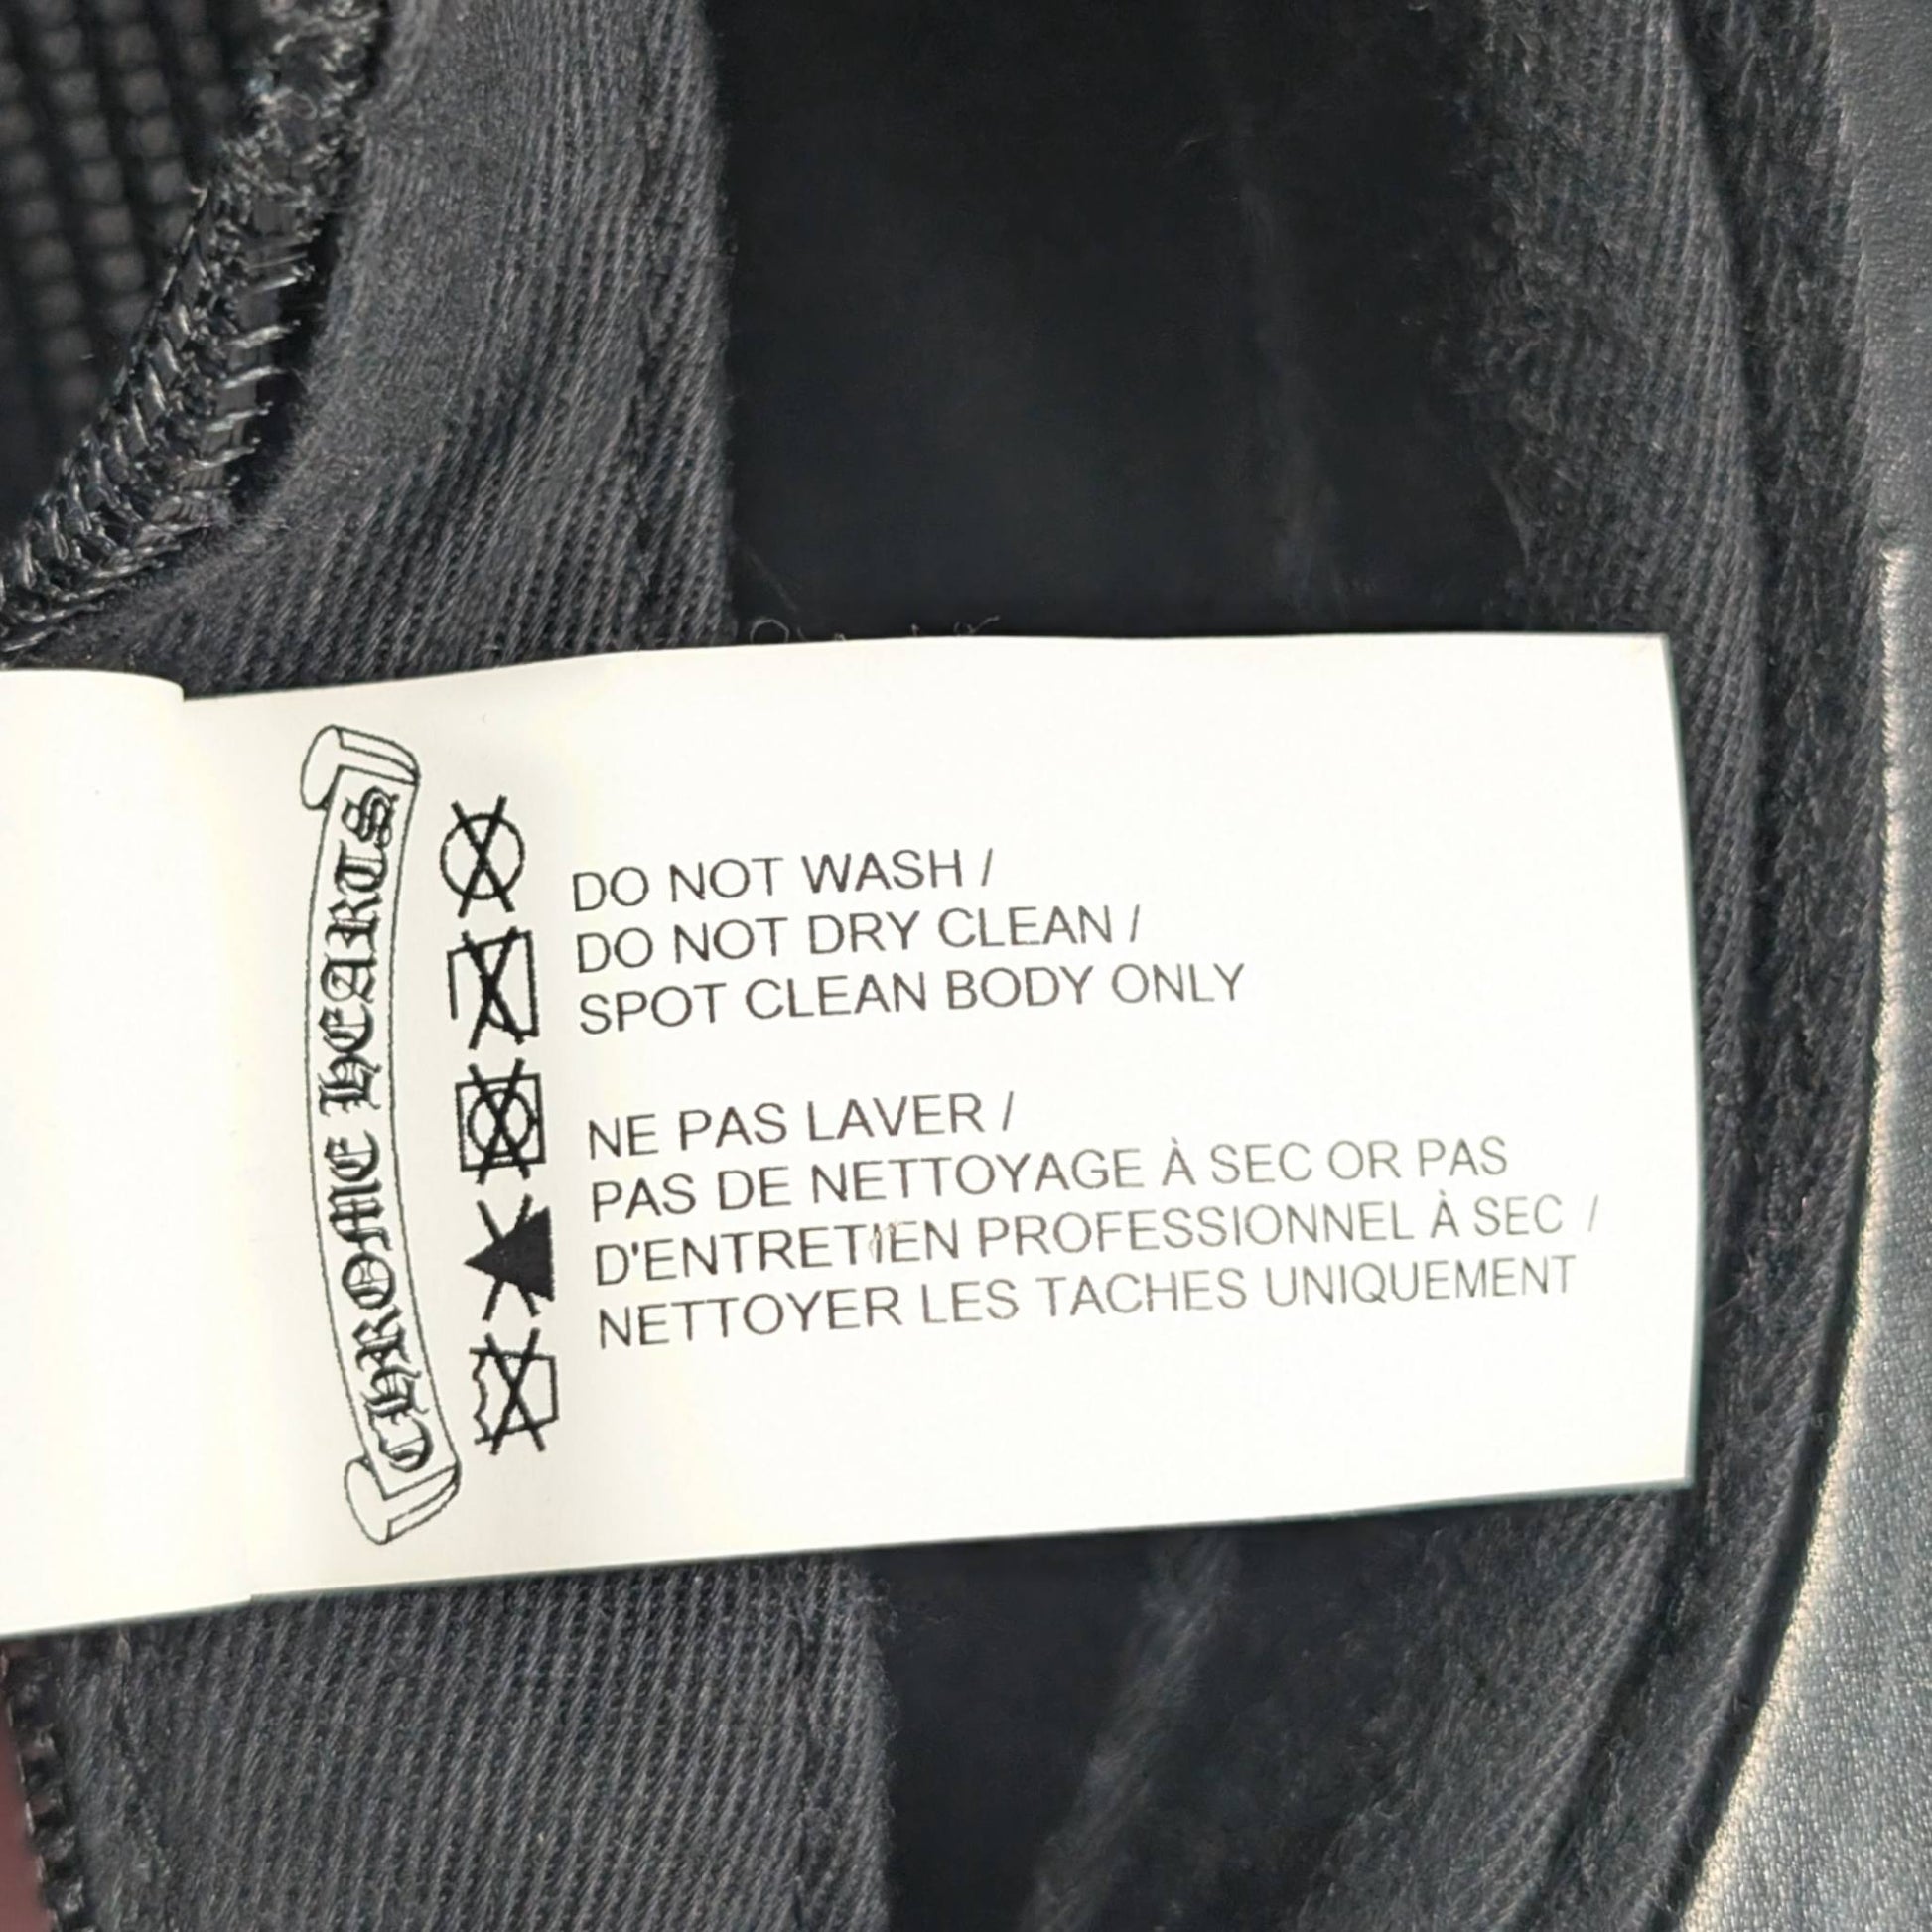 CHROME HEARTS
DO NOT WASH /
DO NOT DRY CLEAN /
SPOT CLEAN BODY ONLY
NE PAS LAVER /
PAS DE NETTOYAGE À SEC OR PAS
D'ENTRETIEN PROFESSIONNEL À SEC /
NETTOYER LES TACHES UNIQUEMENT